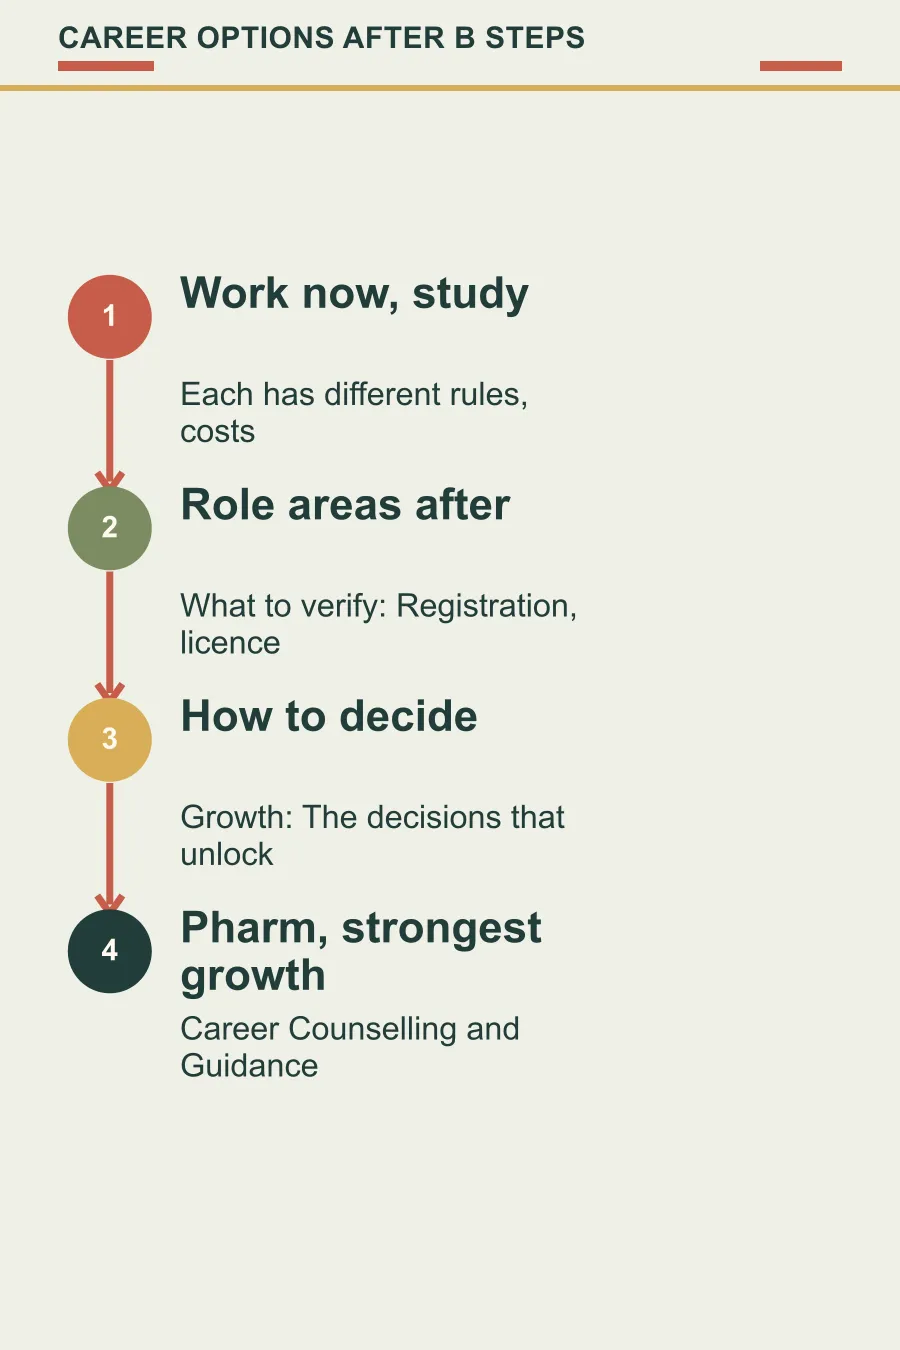 CAREER OPTIONS AFTER B STEPS
1
Work now, study
Each has different rules,
costs
2
Role areas after
What to verify: Registration,
licence
3
How to decide
Growth: The decisions that
unlock
4
Pharm, strongest
growth
Career Counselling and
Guidance